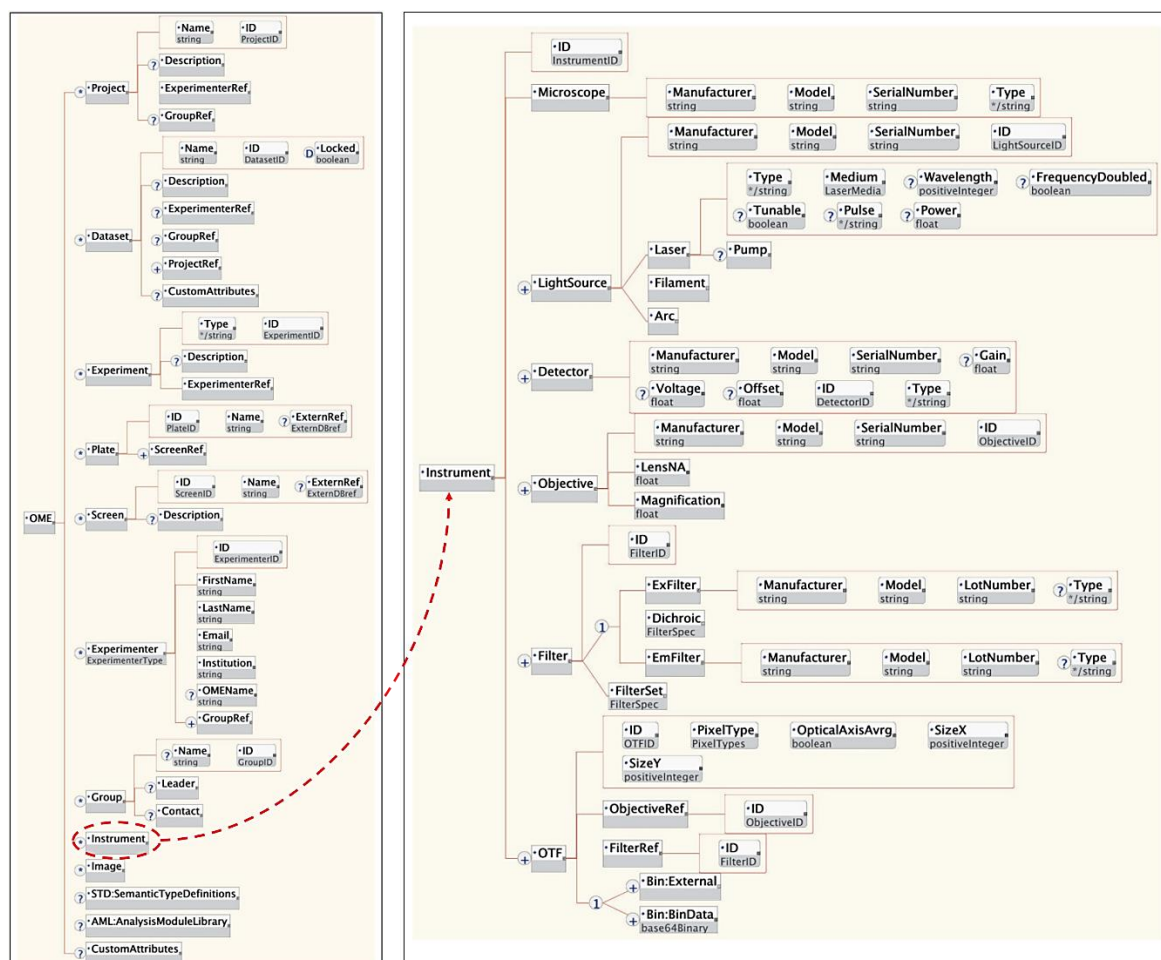 Name ID
string ProjectID
? Description
* Project ExperimenterRef
? GroupRef
Name ID D Locked
string DatasetID boolean
? Description
? ExperimenterRef
* Dataset ? GroupRef
+ ProjectRef
? CustomAttributes
Type ID
*/string ExperimentID
? Description
* Experiment
ExperimenterRef
ID Name ? ExternRef
PlateID string ExternDBref
* Plate + ScreenRef
ID Name ? ExternRef
ScreenID string ExternDBref
OME * Screen ? Description
ID
ExperimenterID
FirstName
string
LastName
string
* Experimenter Email
ExperimenterType string
Institution
string
? OMEName
string
+ GroupRef
? Name ID
string GroupID
? Leader
* Group
? Contact
* Instrument
* Image
? STD:SemanticTypeDefinitions
? AML:AnalysisModuleLibrary
? CustomAttributes
ID
InstrumentID
Microscope Manufacturer Model SerialNumber Type
string string string */string
Manufacturer Model SerialNumber ID
string string string LightSourceID
Type Medium ? Wavelength ? FrequencyDoubled
*/string LaserMedia positiveInteger boolean
? Tunable ? Pulse ? Power
boolean */string float
Laser ? Pump
+ LightSource Filament
Arc
Manufacturer Model SerialNumber ? Gain
string string string float
+ Detector ? Voltage ? Offset ID Type
float float DetectorID */string
Manufacturer Model SerialNumber ID
string string string ObjectiveID
Instrument LensNA
float
+ Objective Magnification
float
ID
FilterID
ExFilter Manufacturer Model LotNumber ? Type
string string string */string
1 Dichroic
FilterSpec
+ Filter EmFilter Manufacturer Model LotNumber ? Type
string string string */string
FilterSet
FilterSpec
ID PixelType OpticalAxisAvrg SizeX
OTFID PixelTypes boolean positiveInteger
SizeY
positiveInteger
ObjectiveRef ID
ObjectiveID
+ OTF FilterRef ID
FilterID
+ Bin:External
1
+ Bin:BinData
base64Binary